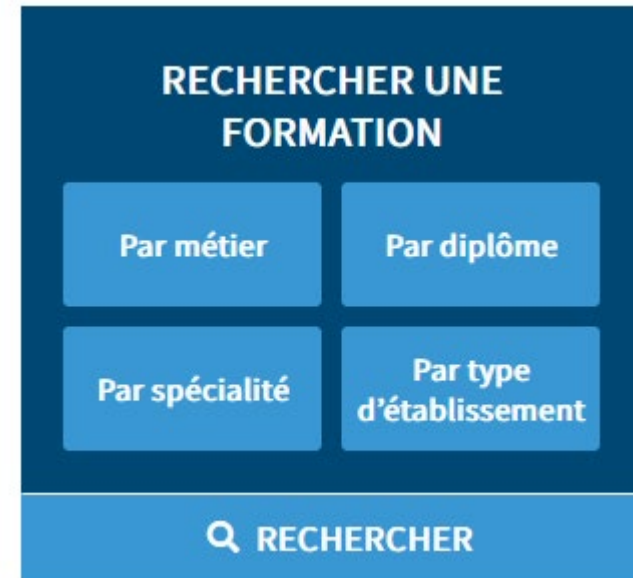 RECHERCHER UNE
FORMATION
Par métier
Par diplôme
Par spécialité
Par type
d’établissement
RECHERCHER